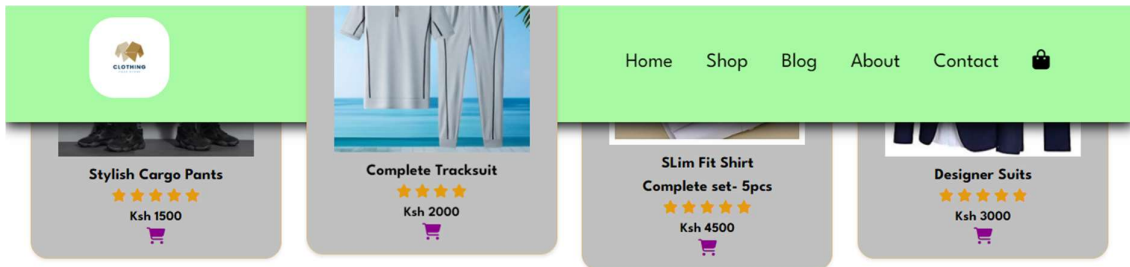 CLOTHING
Home
Shop
Blog
About
Contact
Stylish Cargo Pants
Ksh 1500
Complete Tracksuit
Ksh 2000
SLim Fit Shirt
Complete set- 5pcs
Ksh 4500
Designer Suits
Ksh 3000